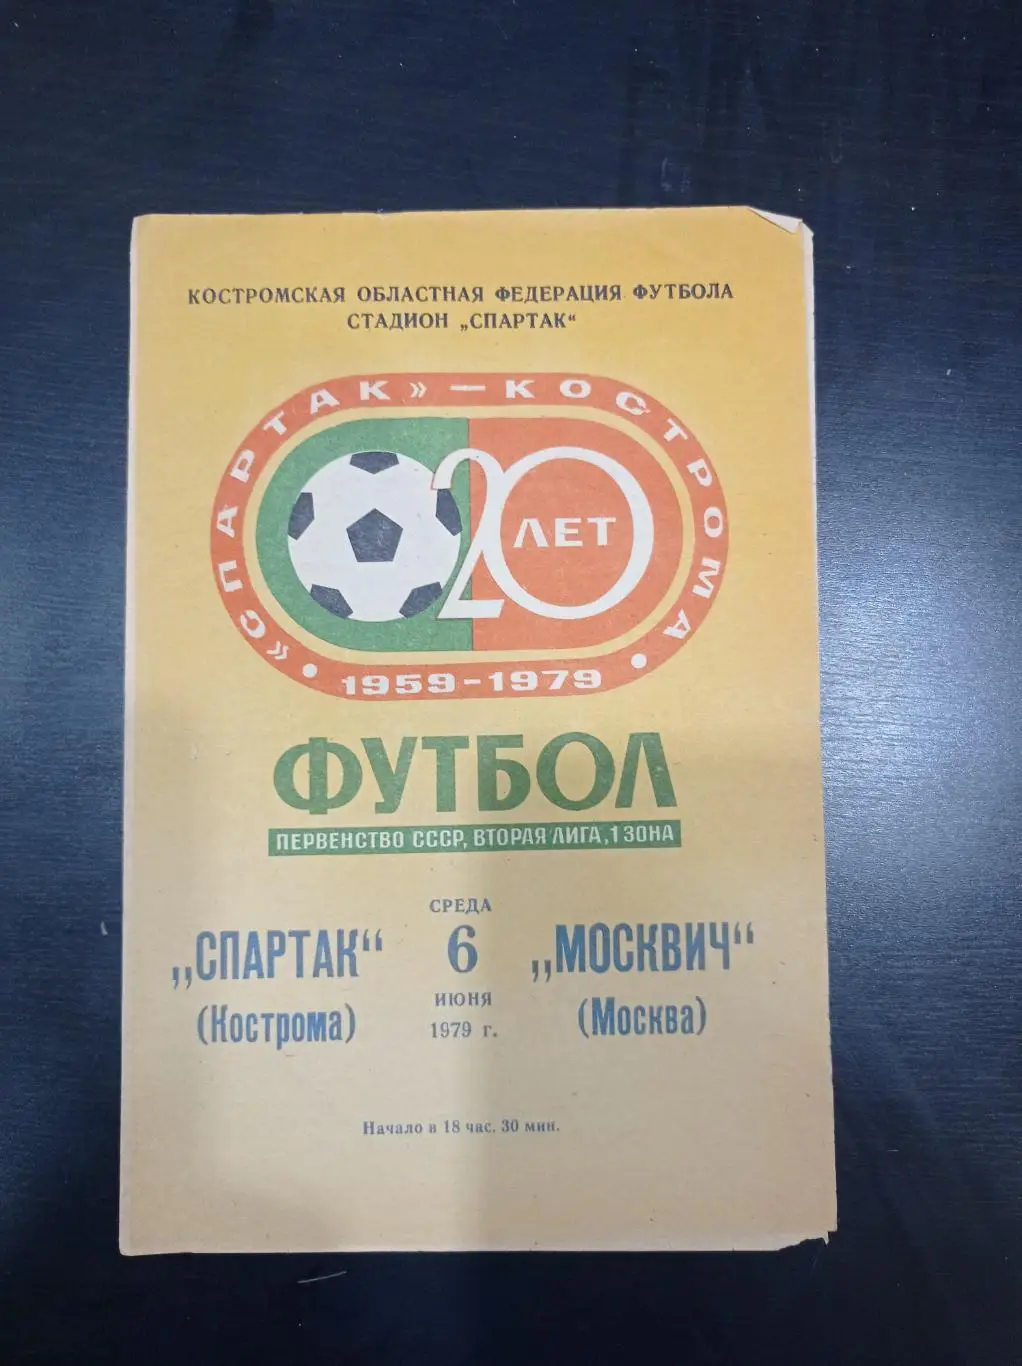 КОСТРОМСКАЯ ОБЛАСТНАЯ ФЕДЕРАЦИЯ ФУТБОЛА
СТАДИОН „СПАРТАК“
«СПАРТАК» — КОСТРОМА
20
ЛЕТ
• 1959-1979 •
ФУТБОЛ
ПЕРВЕНСТВО СССР, ВТОРАЯ ЛИГА, 1 ЗОНА
„СПАРТАК“
(Кострома)
СРЕДА
6
ИЮНЯ
1979 г.
„МОСКВИЧ“
(Москва)
Начало в 18 час. 30 мин.